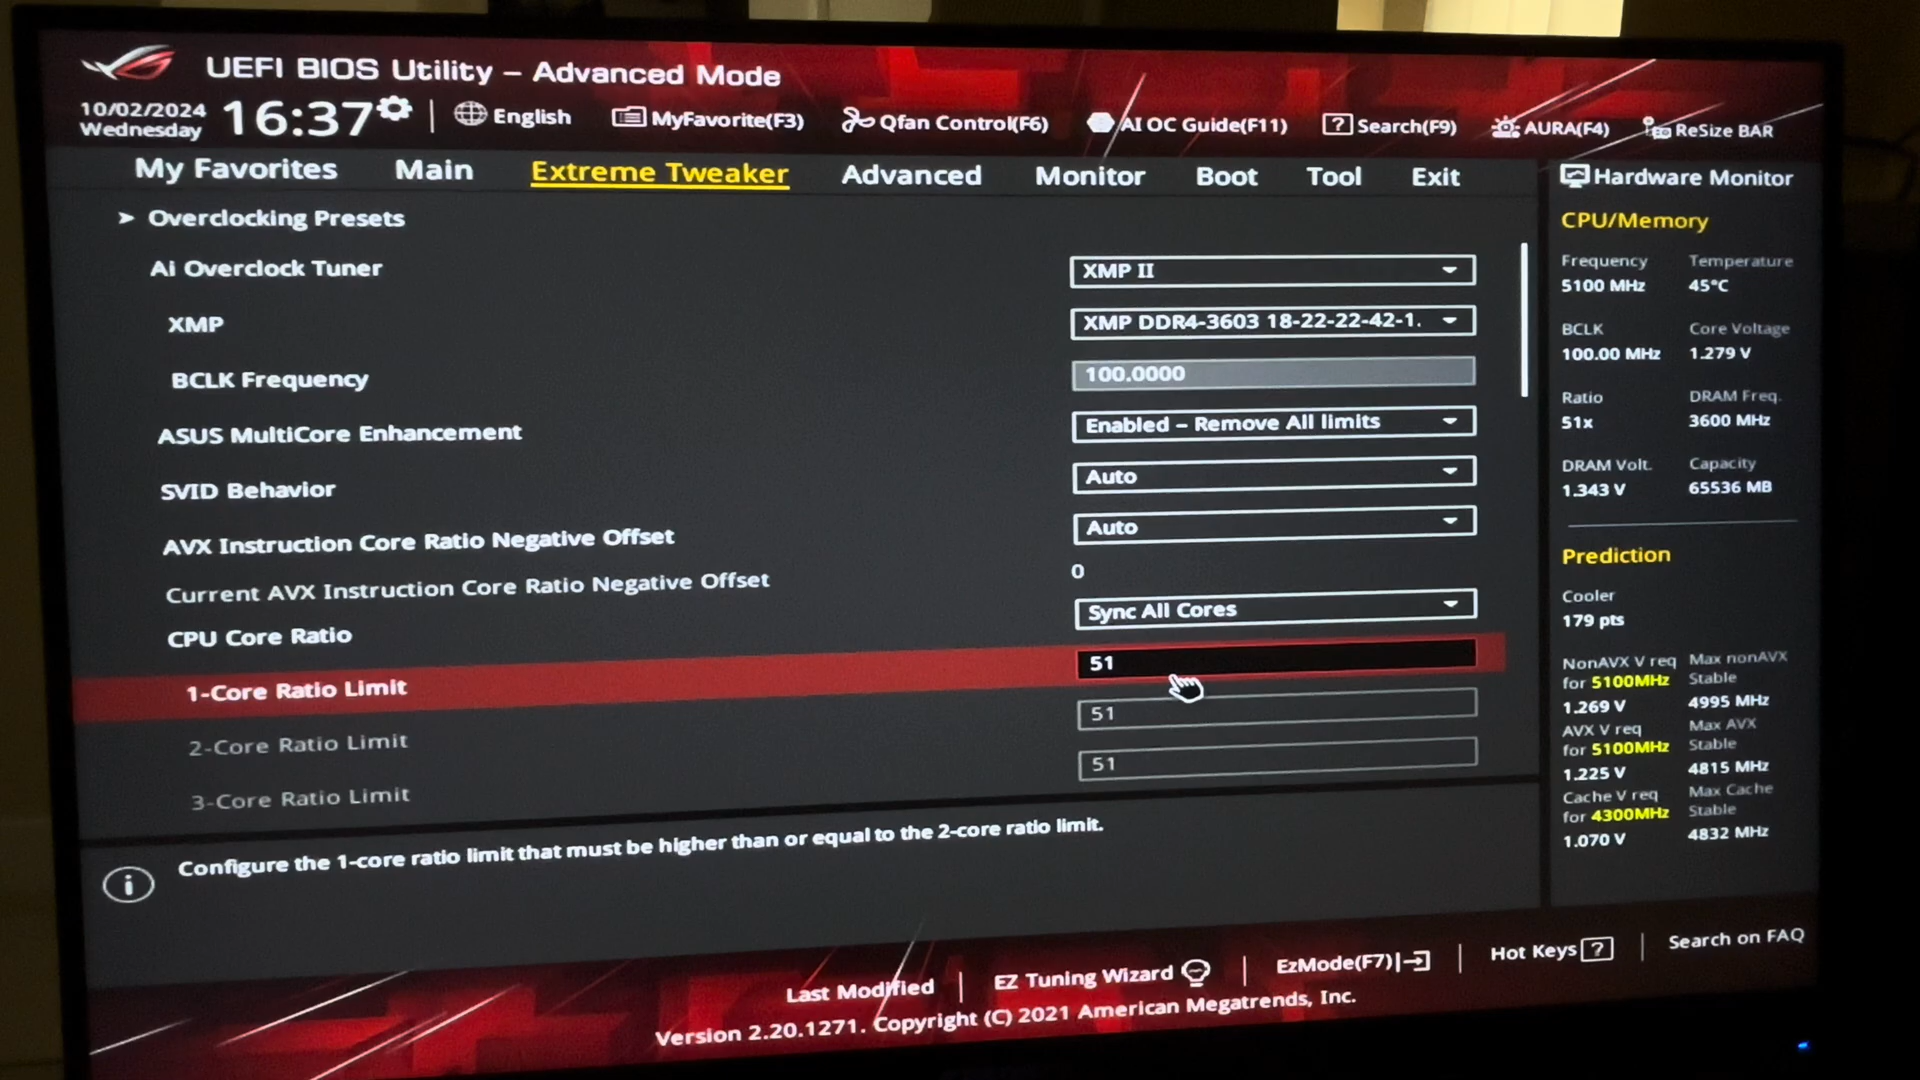 UEFI BIOS Utility – Advanced Mode
10/02/2024
Wednesday
16:37
English
MyFavorite(F3)
Qfan Control(F6)
AI OC Guide(F11)
? Search(F9)
AURA(F4)
ReSize BAR
My Favorites
Main
Extreme Tweaker
Advanced
Monitor
Boot
Tool
Exit
> Overclocking Presets
Ai Overclock Tuner
XMP II
XMP
XMP DDR4-3603 18-22-22-42-1.
BCLK Frequency
100.0000
ASUS MultiCore Enhancement
Enabled – Remove All limits
SVID Behavior
Auto
AVX Instruction Core Ratio Negative Offset
Auto
Current AVX Instruction Core Ratio Negative Offset
0
CPU Core Ratio
Sync All Cores
1-Core Ratio Limit
51
2-Core Ratio Limit
51
3-Core Ratio Limit
51
i
Configure the 1-core ratio limit that must be higher than or equal to the 2-core ratio limit.
Hardware Monitor
CPU/Memory
Frequency Temperature
5100 MHz 45°C
BCLK Core Voltage
100.00 MHz 1.279 V
Ratio DRAM Freq.
51x 3600 MHz
DRAM Volt. Capacity
1.343 V 65536 MB
Prediction
Cooler
179 pts
NonAVX V req Max nonAVX
for 5100MHz Stable
1.269 V 4995 MHz
AVX V req Max AVX
for 5100MHz Stable
1.225 V 4815 MHz
Cache V req Max Cache
for 4300MHz Stable
1.070 V 4832 MHz
Last Modified
EZ Tuning Wizard
EzMode(F7)
Hot Keys ?
Search on FAQ
Version 2.20.1271. Copyright (C) 2021 American Megatrends, Inc.